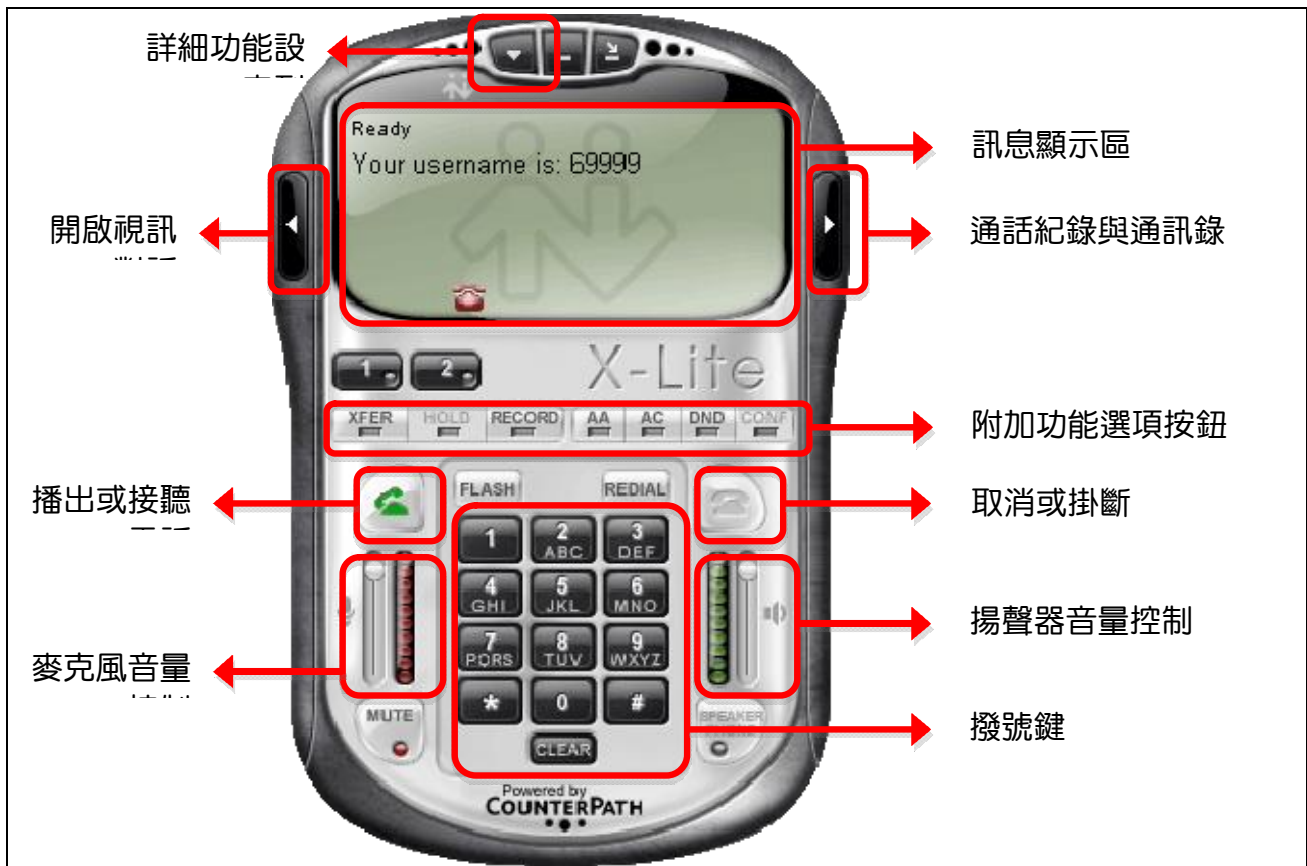 詳細功能設
Ready
Your username is: 69999
訊息顯示區
開啟視訊
通話紀錄與通訊錄
1 2
X-Lite
XFER HOLD RECORD AA AC DND CONF
附加功能選項按鈕
播出或接聽
FLASH REDIAL
取消或掛斷
1 2 3
ABC DEF
4 5 6
GHI JKL MNO
7 8 9
PQRS TUV WXYZ
* 0 #
CLEAR
麥克風音量
揚聲器音量控制
MUTE
SPEAKER
撥號鍵
Powered by
COUNTERPATH